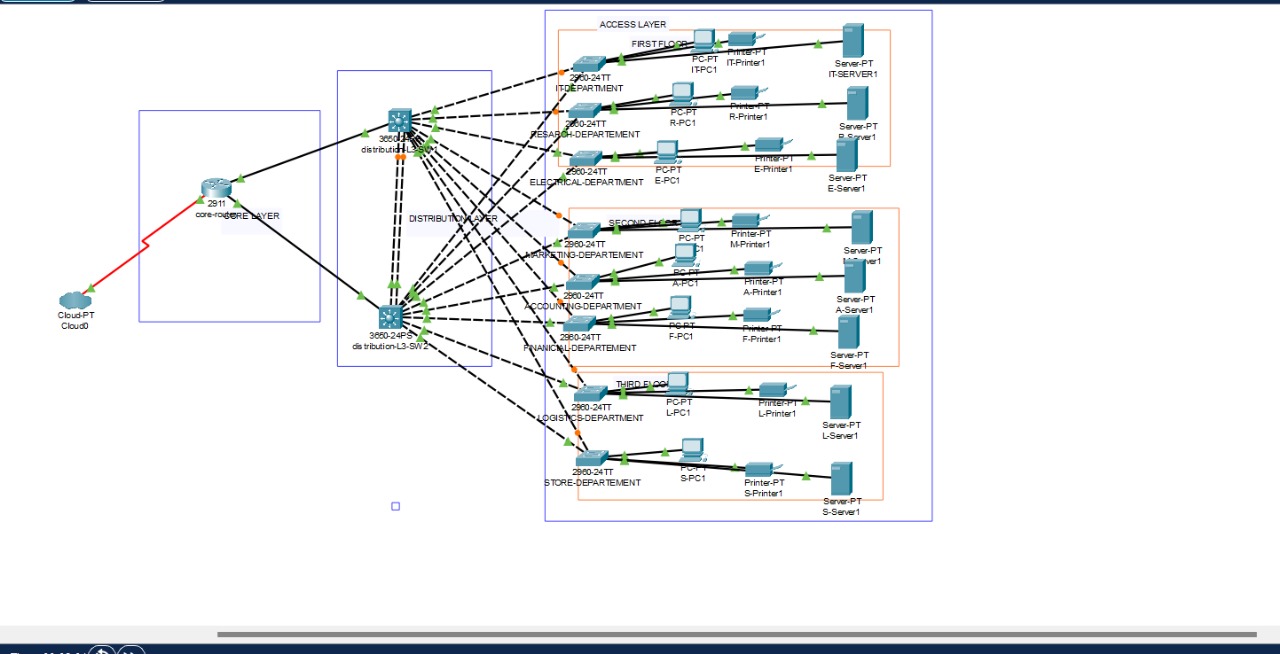 ACCESS LAYER
FIRST FLOOR
PC-PT
IT-PC1
Printer-PT
IT-Printer1
Server-PT
IT-SERVER1
2960-24TT
IT-DEPARTMENT
PC-PT
R-PC1
Printer-PT
R-Printer1
Server-PT
R-Server1
2960-24TT
RESARCH-DEPARTEMENT
PC-PT
E-PC1
Printer-PT
E-Printer1
Server-PT
E-Server1
2960-24TT
ELECTRICAL-DEPARTMENT
3650-24PS
distribution-L3-SW1
2911
core-router
CORE LAYER
DISTRIBUTION LAYER
SECOND FLOOR
PC-PT
Printer-PT
M-Printer1
Server-PT
2960-24TT
MARKETING-DEPARTEMENT
PC-PT
A-PC1
Printer-PT
A-Printer1
Server-PT
A-Server1
2960-24TT
ACCOUNTING-DEPARTMENT
Cloud-PT
Cloud0
PC-PT
F-PC1
Printer-PT
F-Printer1
Server-PT
F-Server1
3650-24PS
distribution-L3-SW2
2960-24TT
FINANICIAL-DEPARTEMENT
THIRD FLOOR
PC-PT
L-PC1
Printer-PT
L-Printer1
Server-PT
L-Server1
2960-24TT
LOGISTICS-DEPARTMENT
PC-PT
S-PC1
Printer-PT
S-Printer1
Server-PT
S-Server1
2960-24TT
STORE-DEPARTEMENT